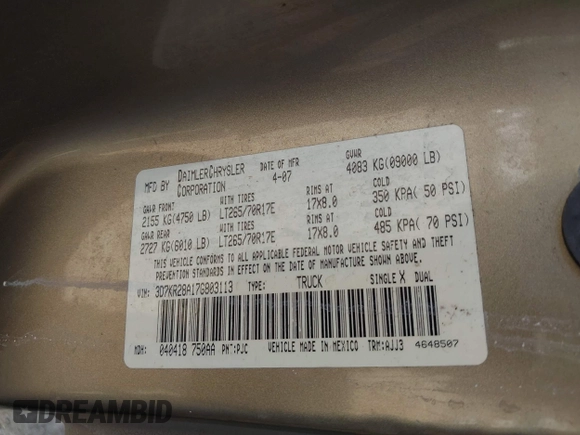 MFD BY DAIMLERCHRYSLER CORPORATION DATE OF MFR 4-07 GVWR 4083 KG(09000 LB)
GAWR FRONT WITH TIRES RIMS AT COLD
2155 KG(4750 LB) LT265/70R17E 17X8.0 350 KPA( 50 PSI)
GAWR REAR WITH TIRES RIMS AT COLD
2727 KG(6010 LB) LT265/70R17E 17X8.0 485 KPA( 70 PSI)
THIS VEHICLE CONFORMS TO ALL APPLICABLE FEDERAL MOTOR VEHICLE SAFETY AND THEFT
PREVENTION STANDARDS IN EFFECT ON THE DATE OF MANUFACTURE SHOWN ABOVE.
VIN: 3D7KR28A17G803113 TYPE: TRUCK SINGLE X DUAL
MDH: 040418 750AA PNT:PJC VEHICLE MADE IN MEXICO TRM:AJJ3 4648507
DREAMBID